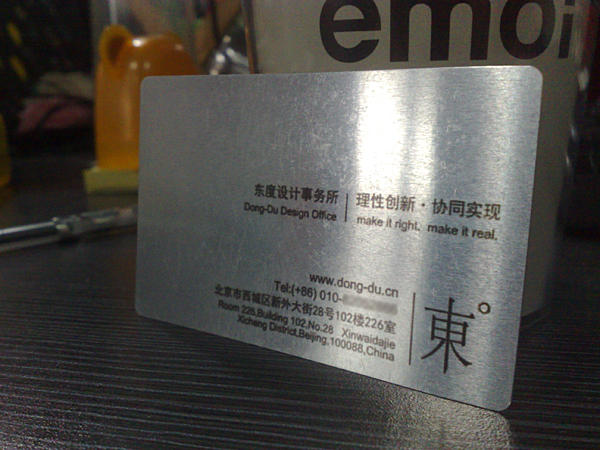 emoi
东度设计事务所
Dong-Du Design Office
理性创新·协同实现
make it right, make it real.
www.dong-du.cn
Tel:(+86) 010-
北京市西城区新外大街28号102楼226室
Room 226,Building 102,No.28 Xinwaidajie
Xicheng District,Beijing,100088,China
東°